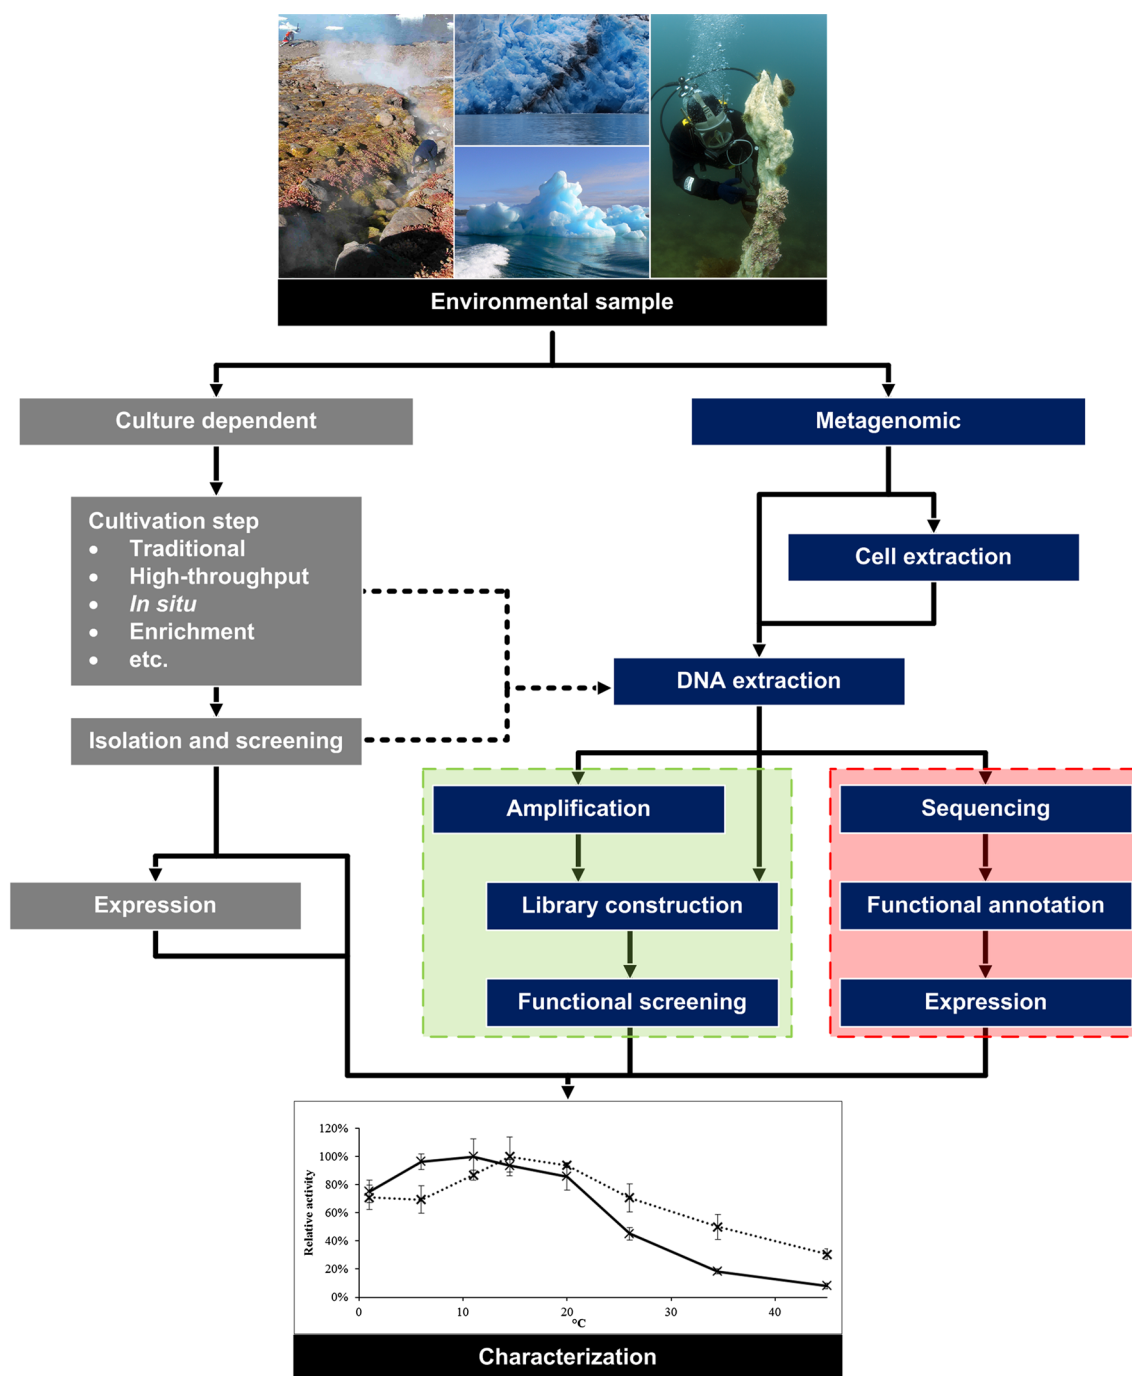 Environmental sample
Culture dependent
Metagenomic
Cultivation step
• Traditional
• High-throughput
• In situ
• Enrichment
• etc.
Cell extraction
DNA extraction
Isolation and screening
Amplification
Sequencing
Expression
Library construction
Functional annotation
Functional screening
Expression
120%
100%
80%
60%
40%
20%
0%
Relative activity
0 10 20 30 40
°C
Characterization